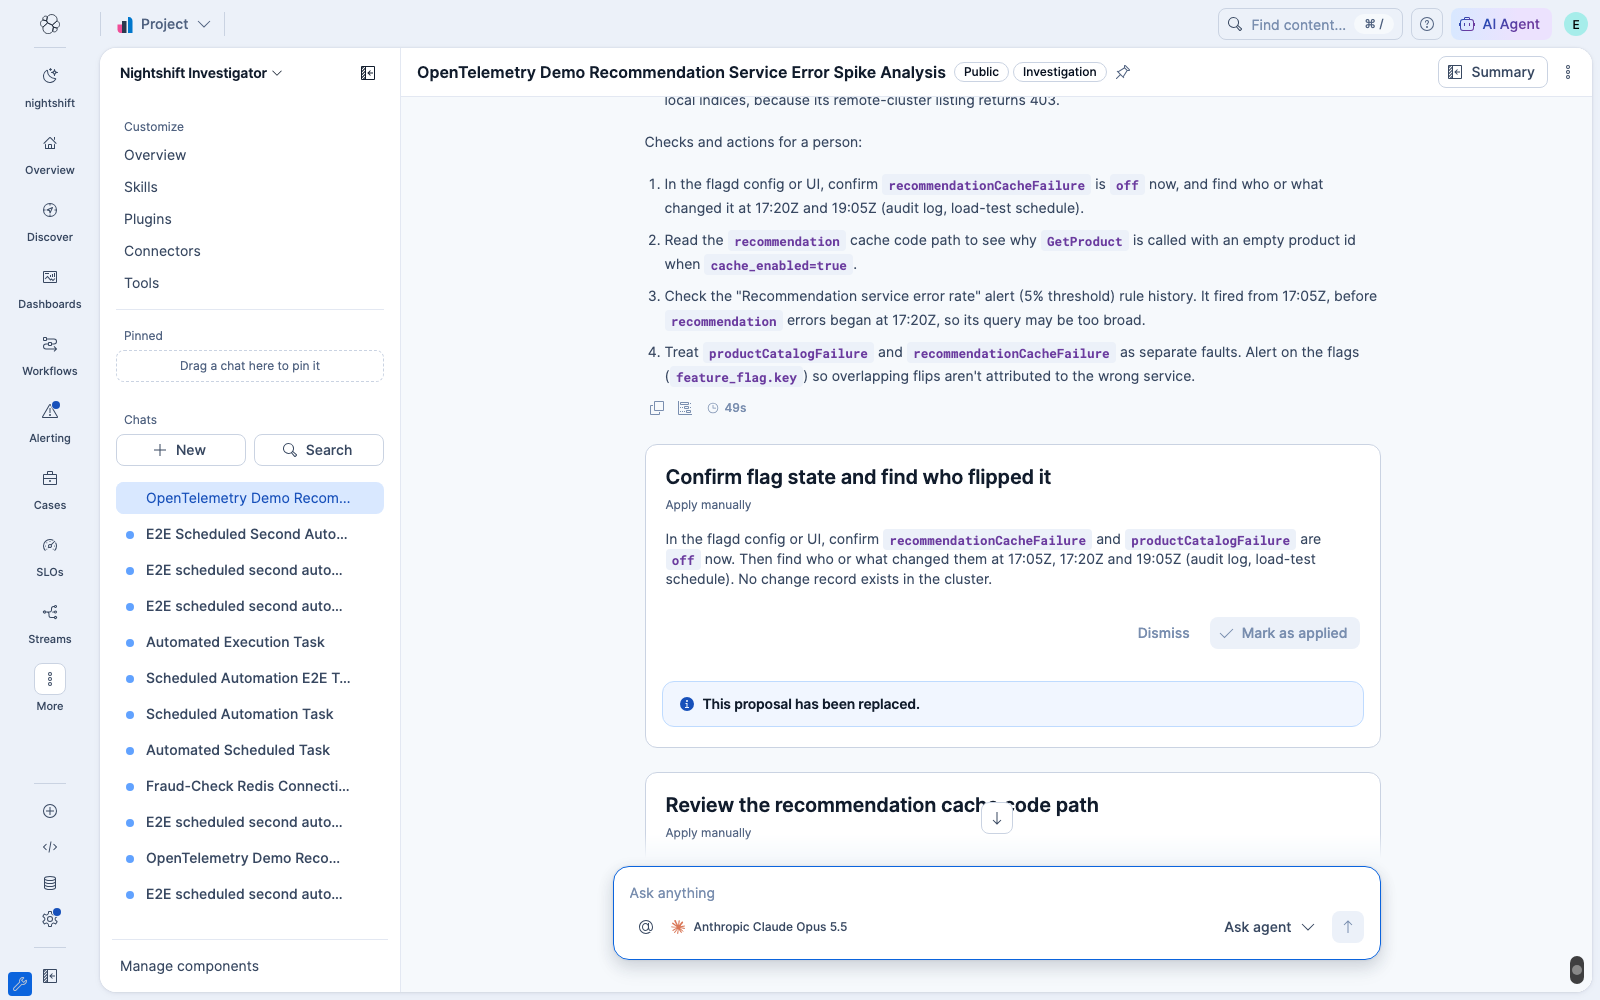 Project
Find content...
⌘ /
AI Agent
E
nightshift
Overview
Discover
Dashboards
Workflows
Alerting
Cases
SLOs
Streams
More
Nightshift Investigator
Customize
Overview
Skills
Plugins
Connectors
Tools
Pinned
Drag a chat here to pin it
Chats
New
Search
OpenTelemetry Demo Recom...
E2E Scheduled Second Auto...
E2E scheduled second auto...
E2E scheduled second auto...
Automated Execution Task
Scheduled Automation E2E T...
Scheduled Automation Task
Automated Scheduled Task
Fraud-Check Redis Connecti...
E2E scheduled second auto...
OpenTelemetry Demo Reco...
E2E scheduled second auto...
Manage components
OpenTelemetry Demo Recommendation Service Error Spike Analysis
Public
Investigation
Summary
local indices, because its remote-cluster listing returns 403.
Checks and actions for a person:
1. In the flagd config or UI, confirm recommendationCacheFailure is off now, and find who or what
changed it at 17:20Z and 19:05Z (audit log, load-test schedule).
2. Read the recommendation cache code path to see why GetProduct is called with an empty product id
when cache_enabled=true.
3. Check the "Recommendation service error rate" alert (5% threshold) rule history. It fired from 17:05Z, before
recommendation errors began at 17:20Z, so its query may be too broad.
4. Treat productCatalogFailure and recommendationCacheFailure as separate faults. Alert on the flags
(feature_flag.key) so overlapping flips aren't attributed to the wrong service.
49s
Confirm flag state and find who flipped it
Apply manually
In the flagd config or UI, confirm recommendationCacheFailure and productCatalogFailure are
off now. Then find who or what changed them at 17:05Z, 17:20Z and 19:05Z (audit log, load-test
schedule). No change record exists in the cluster.
Dismiss
Mark as applied
This proposal has been replaced.
Review the recommendation cache code path
Apply manually
Ask anything
@
Anthropic Claude Opus 5.5
Ask agent